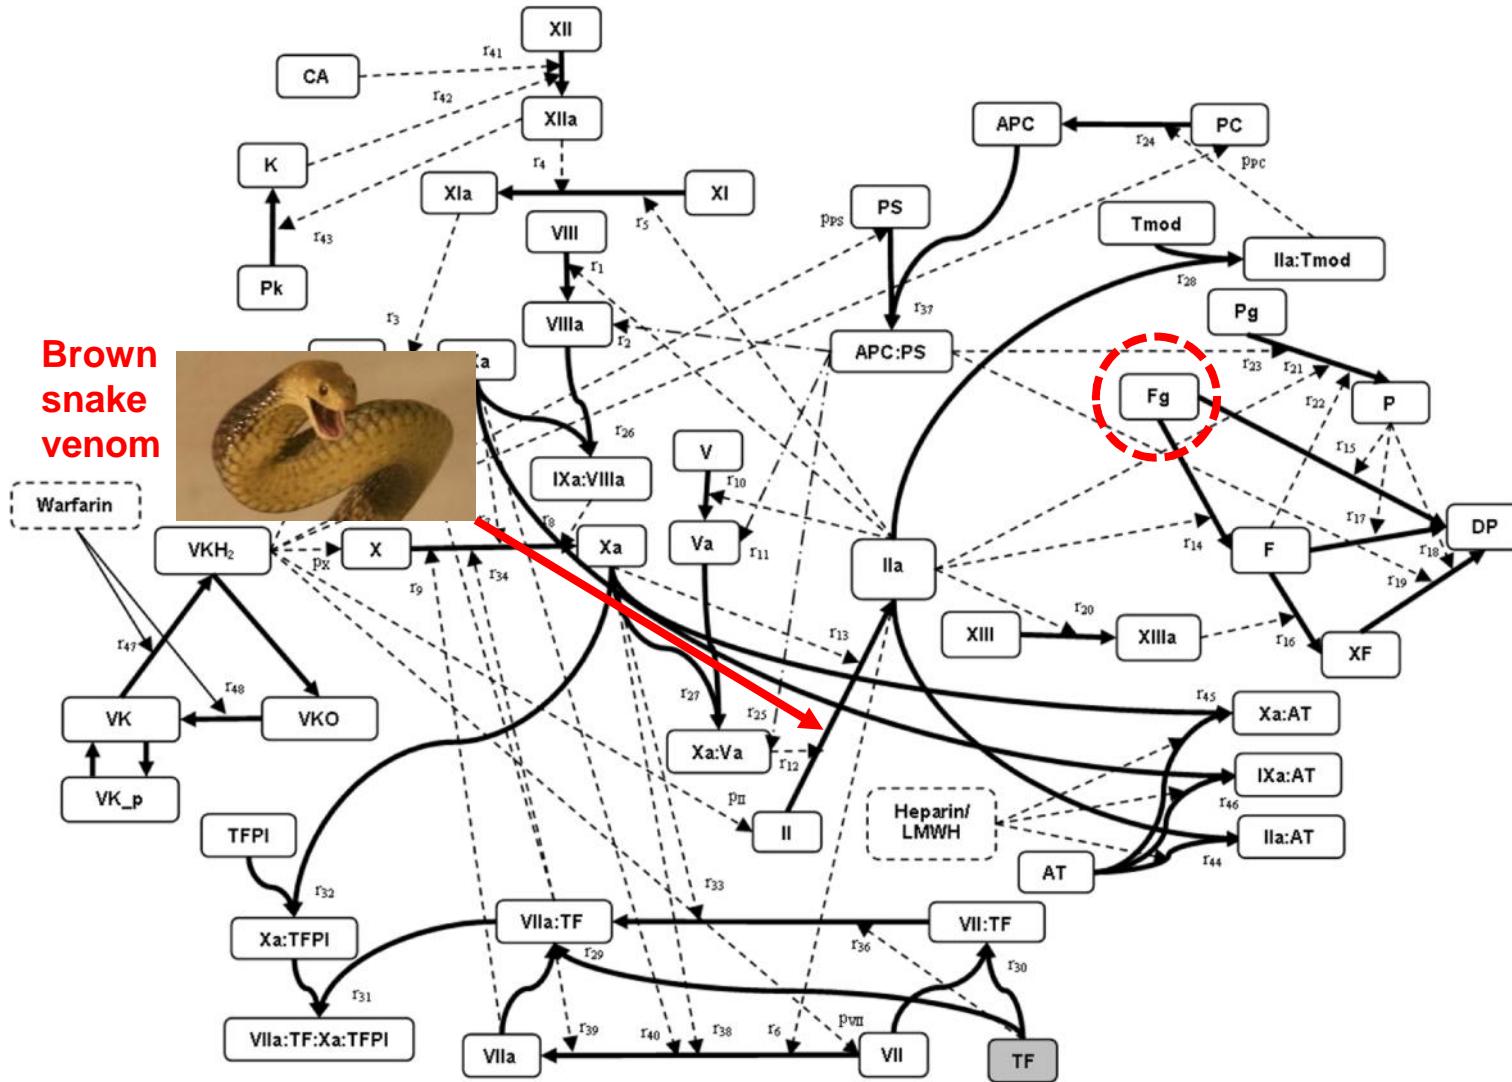 XII
r41
CA
r42
XIIa
APC
PC
r24
K
r4
pPC
XIa
XI
PS
r5
pPS
Tmod
r43
VIII
IIa:Tmod
r1
r28
Pk
Pg
r3
VIIIa
r2
r37
APC:PS
r23
r21
Brown
snake
venom
Fg
r22
P
r26
r15
V
IXa:VIIIa
r10
Warfarin
r8
r17
DP
VKH2
X
Xa
Va
r11
IIa
r14
F
r18
pX
r34
r9
r19
r20
r13
XIII
XIIIa
r16
XF
r47
r48
r27
r25
r45
VK
VKO
Xa:AT
Xa:Va
r12
IXa:AT
VK_p
pII
II
Heparin/
LMWH
r46
TFPI
IIa:AT
r44
AT
r32
r33
VIIa:TF
VII:TF
Xa:TFPI
r36
r29
r30
r31
pVII
VIIa:TF:Xa:TFPI
r39
r40
r38
r6
VIIa
VII
TF